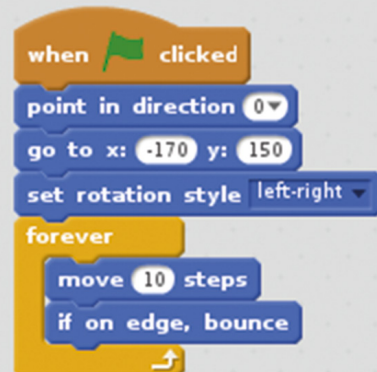 when clicked
point in direction 0
go to x: -170 y: 150
set rotation style left-right
forever
move 10 steps
if on edge, bounce